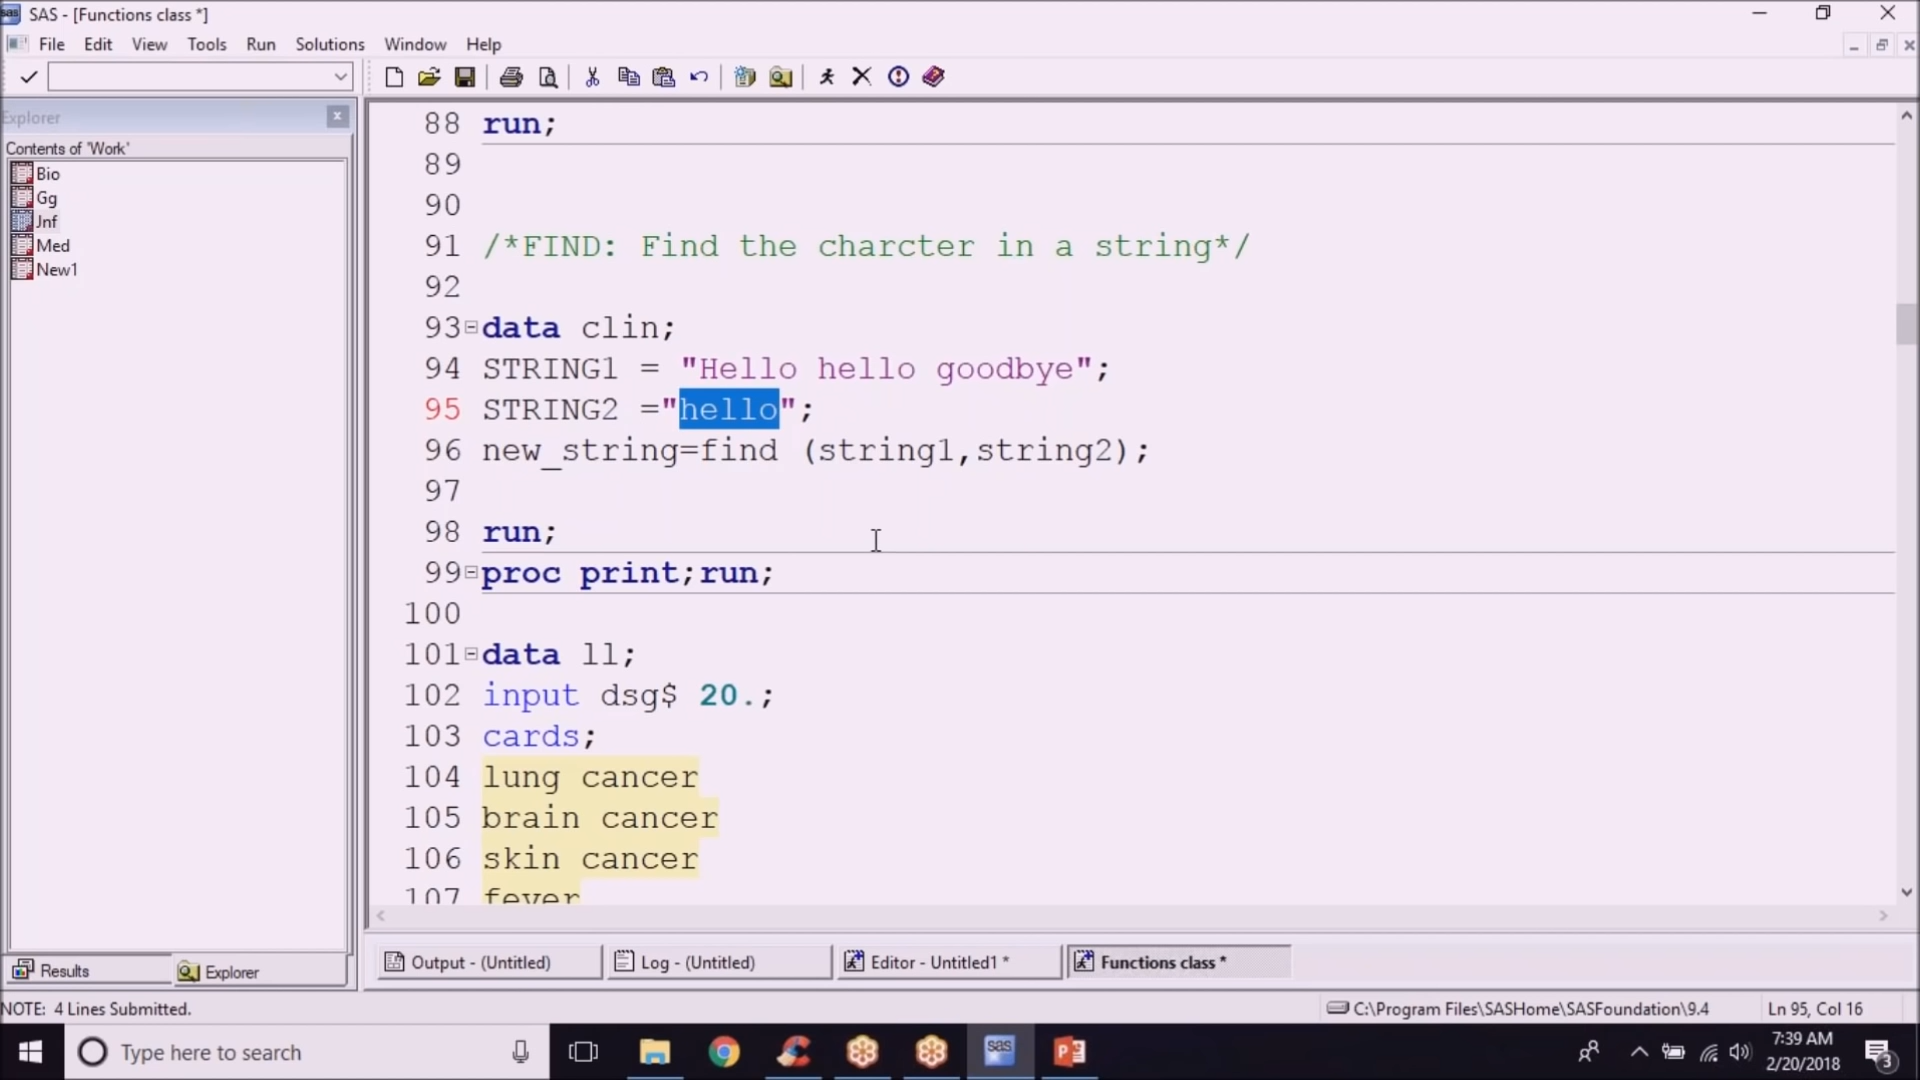 SAS - [Functions class *]
File Edit View Tools Run Solutions Window Help
Explorer
Contents of 'Work'
Bio
Gg
Jnf
Med
New1
88 run;
89
90
91 /*FIND: Find the charcter in a string*/
92
93 data clin;
94 STRING1 = "Hello hello goodbye";
95 STRING2 ="hello";
96 new_string=find (string1,string2);
97
98 run;
99 proc print;run;
100
101 data ll;
102 input dsg$ 20.;
103 cards;
104 lung cancer
105 brain cancer
106 skin cancer
107 fever
Results Explorer
Output - (Untitled) Log - (Untitled) Editor - Untitled1 * Functions class *
NOTE: 4 Lines Submitted. C:\Program Files\SASHome\SASFoundation\9.4 Ln 95, Col 16
Type here to search
sas
7:39 AM
2/20/2018
3